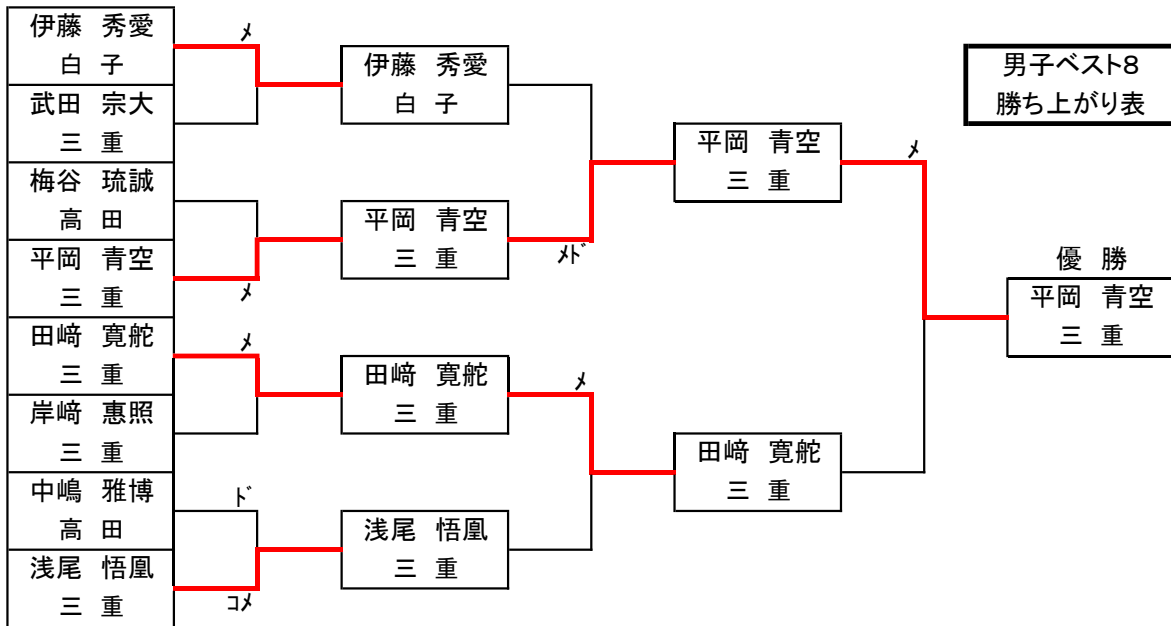 伊藤 秀愛
白 子
武田 宗大
三 重
梅谷 琉誠
高 田
平岡 青空
三 重
田﨑 寛舵
三 重
岸﨑 惠照
三 重
中嶋 雅博
高 田
浅尾 悟凰
三 重
ﾒ
ﾒ
ﾒ
ﾄﾞ
ｺﾒ
伊藤 秀愛
白 子
平岡 青空
三 重
田﨑 寛舵
三 重
浅尾 悟凰
三 重
ﾒﾄﾞ
ﾒ
平岡 青空
三 重
田﨑 寛舵
三 重
ﾒ
男子ベスト8
勝ち上がり表
優 勝
平岡 青空
三 重